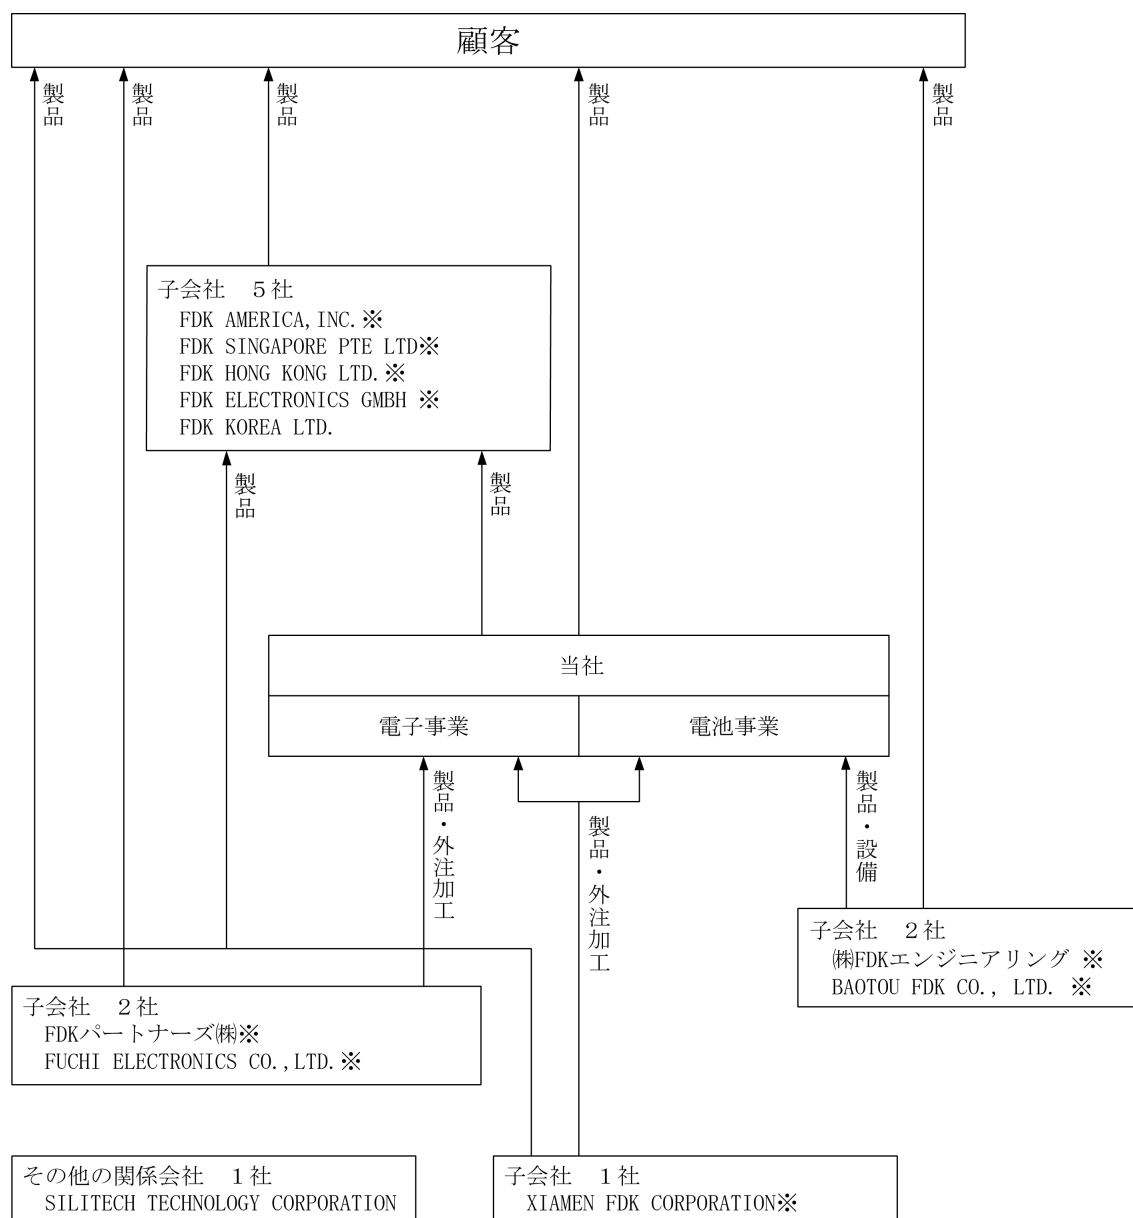 顧客
製品
製品
製品
製品
製品
子会社　５社
FDK AMERICA,INC.※
FDK SINGAPORE PTE LTD※
FDK HONG KONG LTD.※
FDK ELECTRONICS GMBH ※
FDK KOREA LTD.
製品
製品
当社
電子事業
電池事業
製品・外注加工
製品・外注加工
製品・設備
子会社　２社
㈱FDKエンジニアリング ※
BAOTOU FDK CO., LTD. ※
子会社　２社
FDKパートナーズ㈱※
FUCHI ELECTRONICS CO.,LTD.※
その他の関係会社　１社
SILITECH TECHNOLOGY CORPORATION
子会社　１社
XIAMEN FDK CORPORATION※